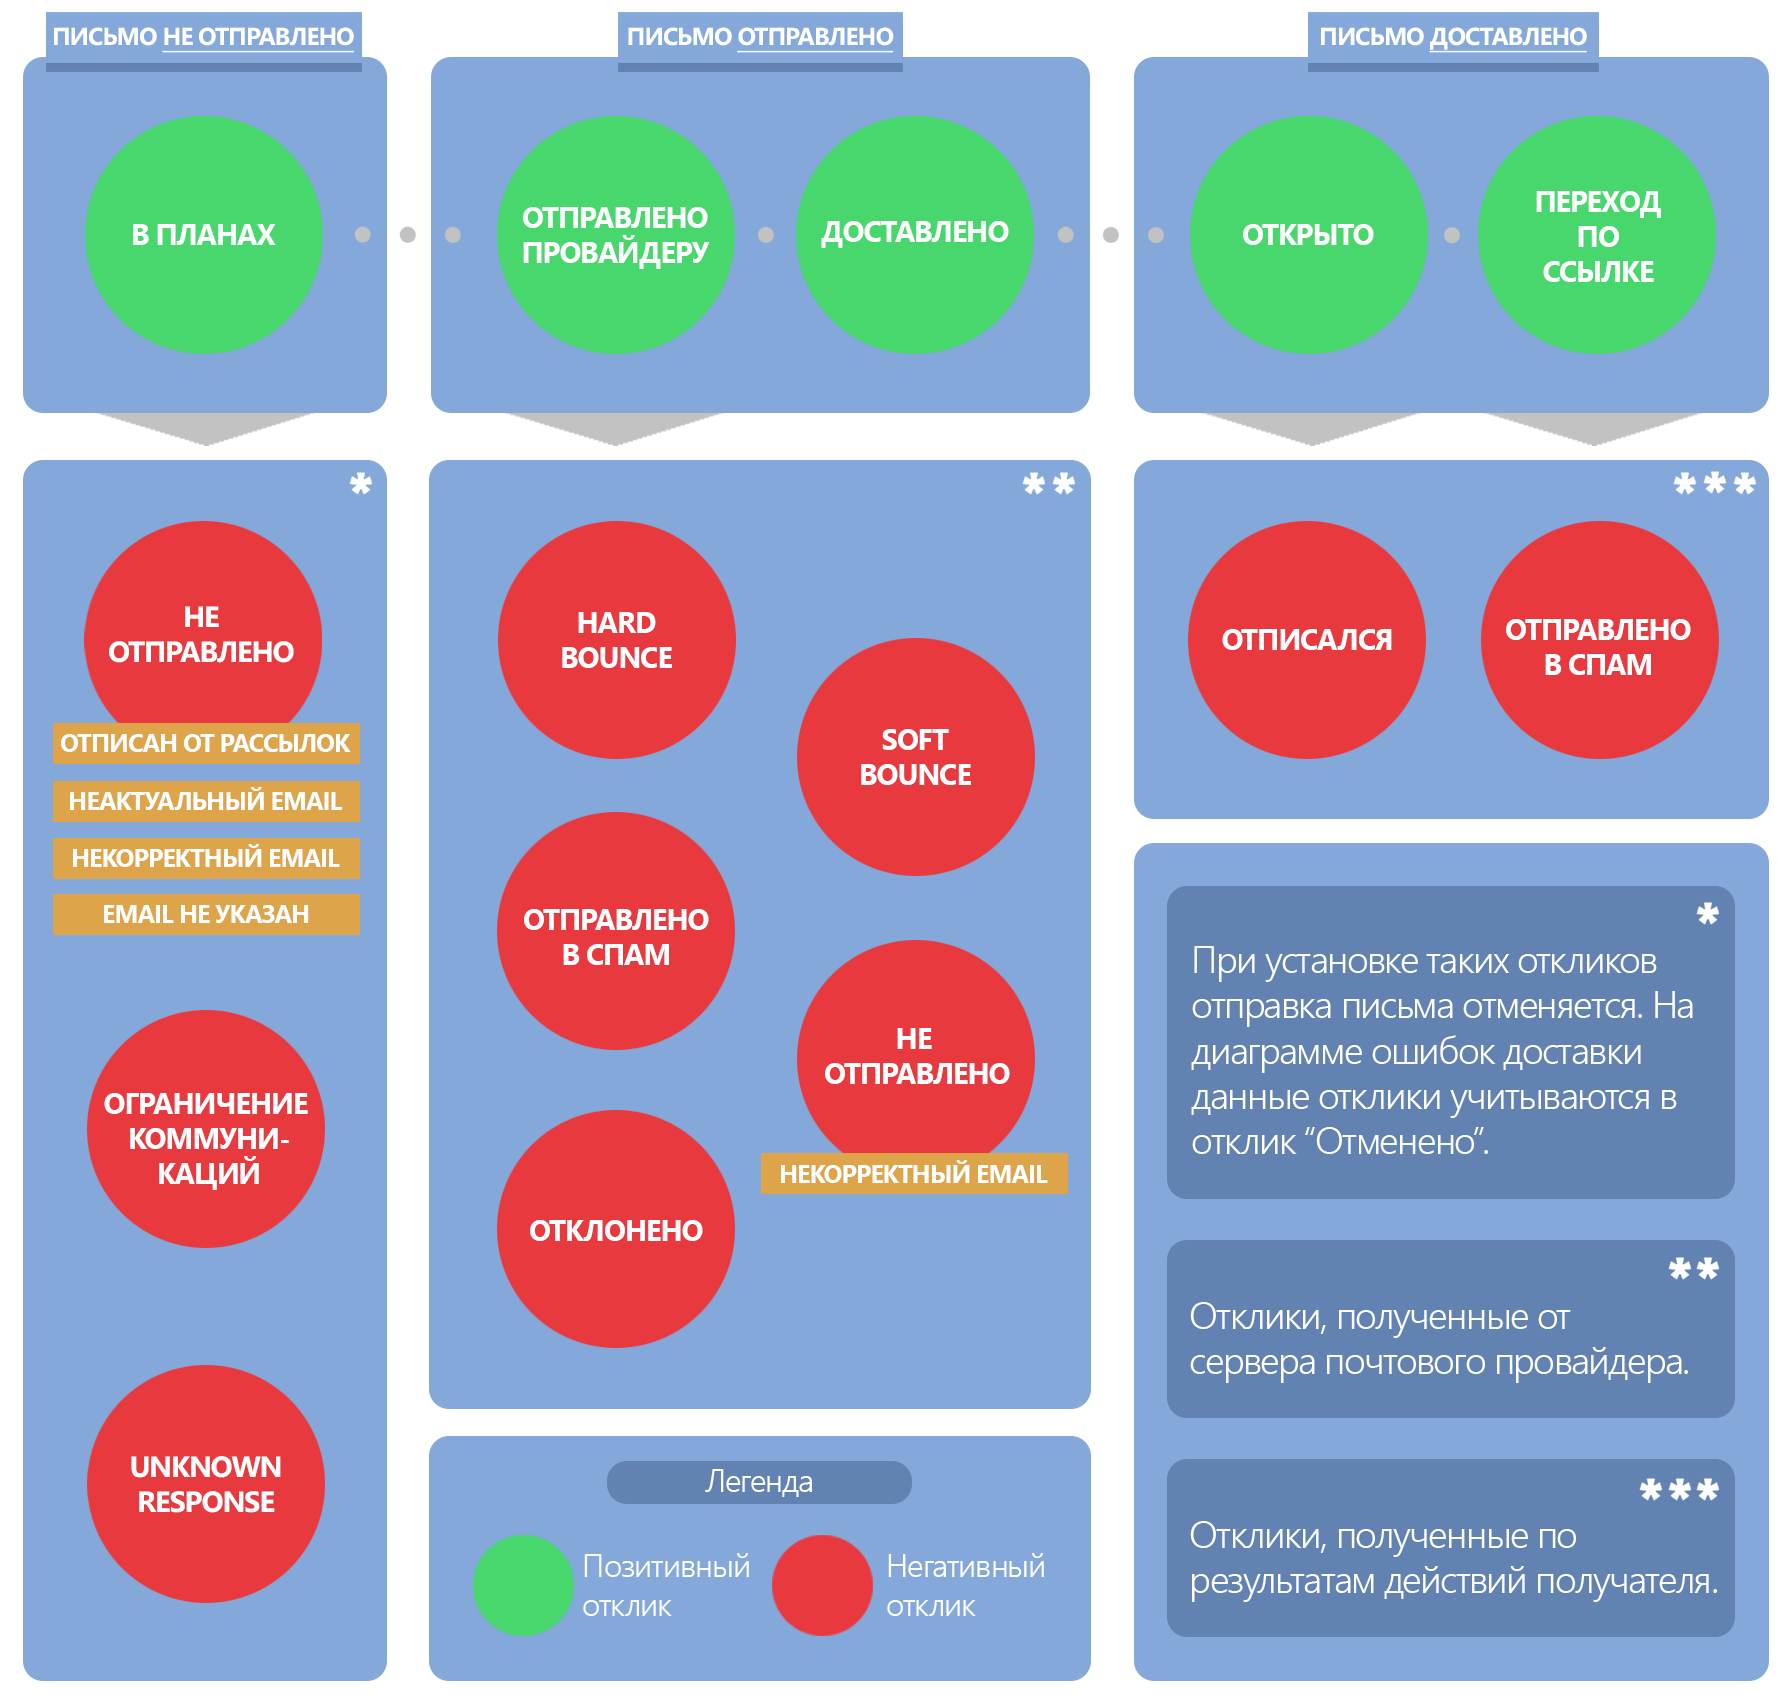 ПИСЬМО НЕ ОТПРАВЛЕНО
В ПЛАНАХ
ПИСЬМО ОТПРАВЛЕНО
ОТПРАВЛЕНО
ПРОВАЙДЕРУ
ДОСТАВЛЕНО
ПИСЬМО ДОСТАВЛЕНО
ОТКРЫТО
ПЕРЕХОД
ПО
ССЫЛКЕ
*
НЕ
ОТПРАВЛЕНО
ОТПИСАН ОТ РАССЫЛОК
НЕАКТУАЛЬНЫЙ EMAIL
НЕКОРРЕКТНЫЙ EMAIL
EMAIL НЕ УКАЗАН
ОГРАНИЧЕНИЕ
КОММУНИ-
КАЦИЙ
UNKNOWN
RESPONSE
**
HARD
BOUNCE
SOFT
BOUNCE
ОТПРАВЛЕНО
В СПАМ
НЕ
ОТПРАВЛЕНО
НЕКОРРЕКТНЫЙ EMAIL
ОТКЛОНЕНО
***
ОТПИСАЛСЯ
ОТПРАВЛЕНО
В СПАМ
*
При установке таких откликов
отправка письма отменяется. На
диаграмме ошибок доставки
данные отклики учитываются в
отклик “Отменено”.
**
Отклики, полученные от
сервера почтового провайдера.
***
Отклики, полученные по
результатам действий получателя.
Легенда
Позитивный
отклик
Негативный
отклик